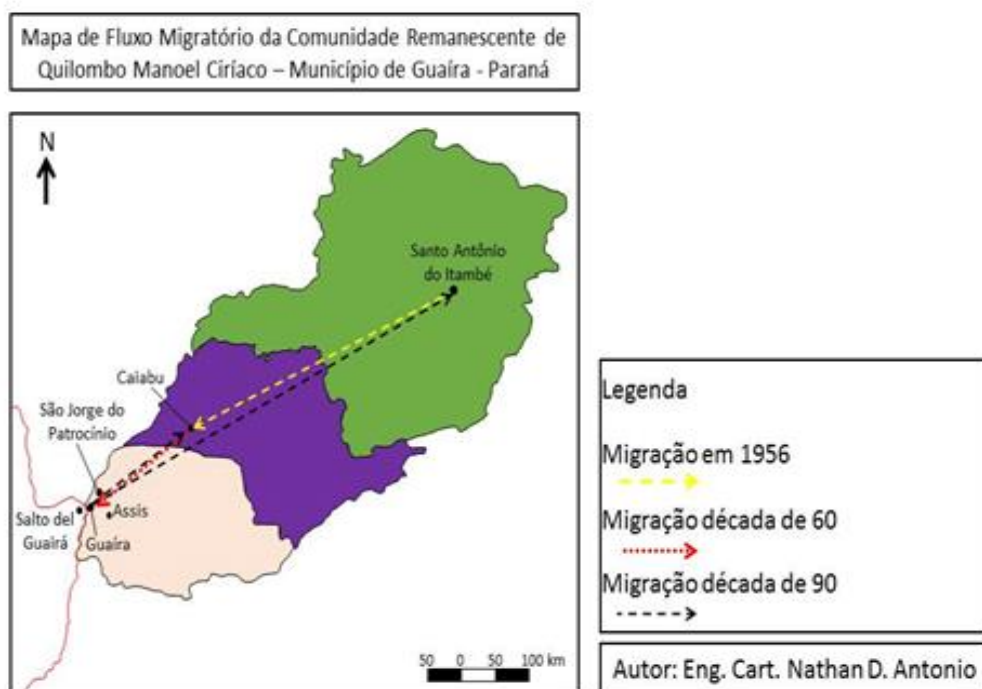 Mapa de Fluxo Migratório da Comunidade Remanescente de
Quilombo Manoel Ciríaco – Município de Guaíra - Paraná
N
Santo Antônio
do Itambé
Caiabu
São Jorge do
Patrocínio
Salto del
Guairá
Assis
Guaíra
50 0 50 100 km
Legenda
Migração em 1956
Migração década de 60
Migração década de 90
Autor: Eng. Cart. Nathan D. Antonio